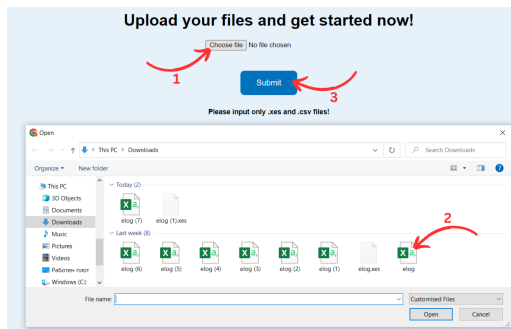 Upload your files and get started now!
Choose file No file chosen
1
Submit
3
Please input only .xes and .csv files!
Open
This PC > Downloads
Search Downloads
Organize New folder
This PC
3D Objects
Documents
Downloads
Music
Pictures
Videos
Работен плот
Windows (C:)
Today (2)
elog (7) elog (1).xes
Last week (8)
2
elog (6) elog (5) elog (4) elog (3) elog (2) elog (1) elog.xes elog
File name: Customised Files
Open Cancel